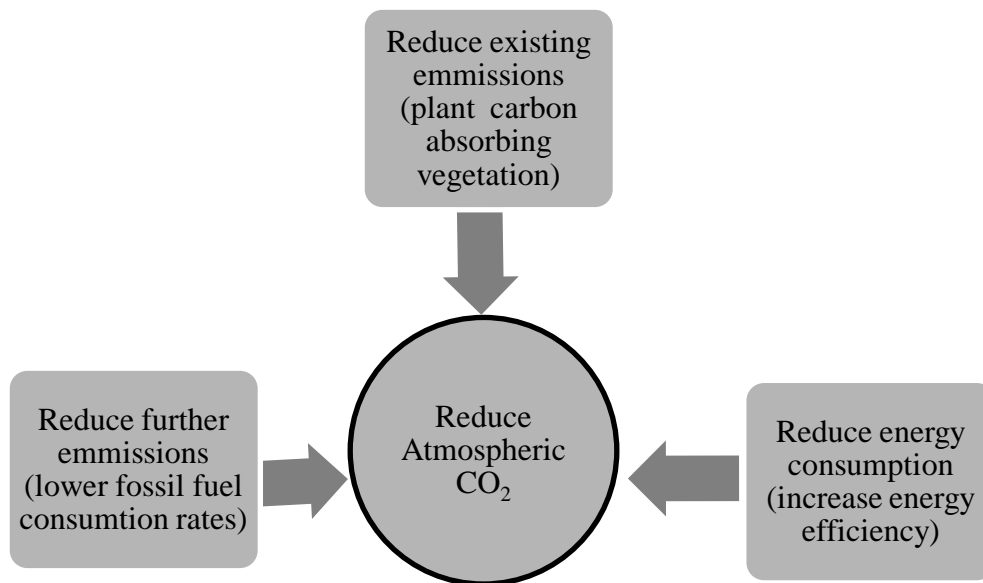 Reduce existing
emmissions
(plant carbon
absorbing
vegetation)
Reduce further
emmissions
(lower fossil fuel
consumtion rates)
Reduce
Atmospheric
CO₂
Reduce energy
consumption
(increase energy
efficiency)